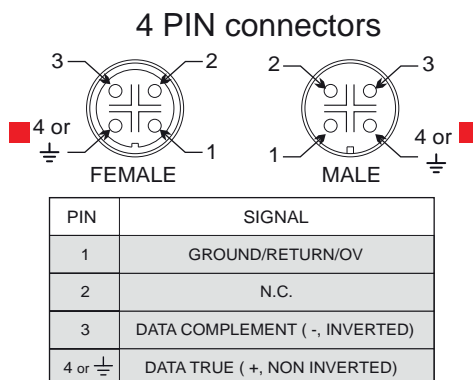 4 PIN connectors
3 2 2 3
4 or 1 1 4 or
FEMALE MALE
PIN SIGNAL
1 GROUND/RETURN/OV
2 N.C.
3 DATA COMPLEMENT ( -, INVERTED)
4 or ⏚ DATA TRUE ( +, NON INVERTED)